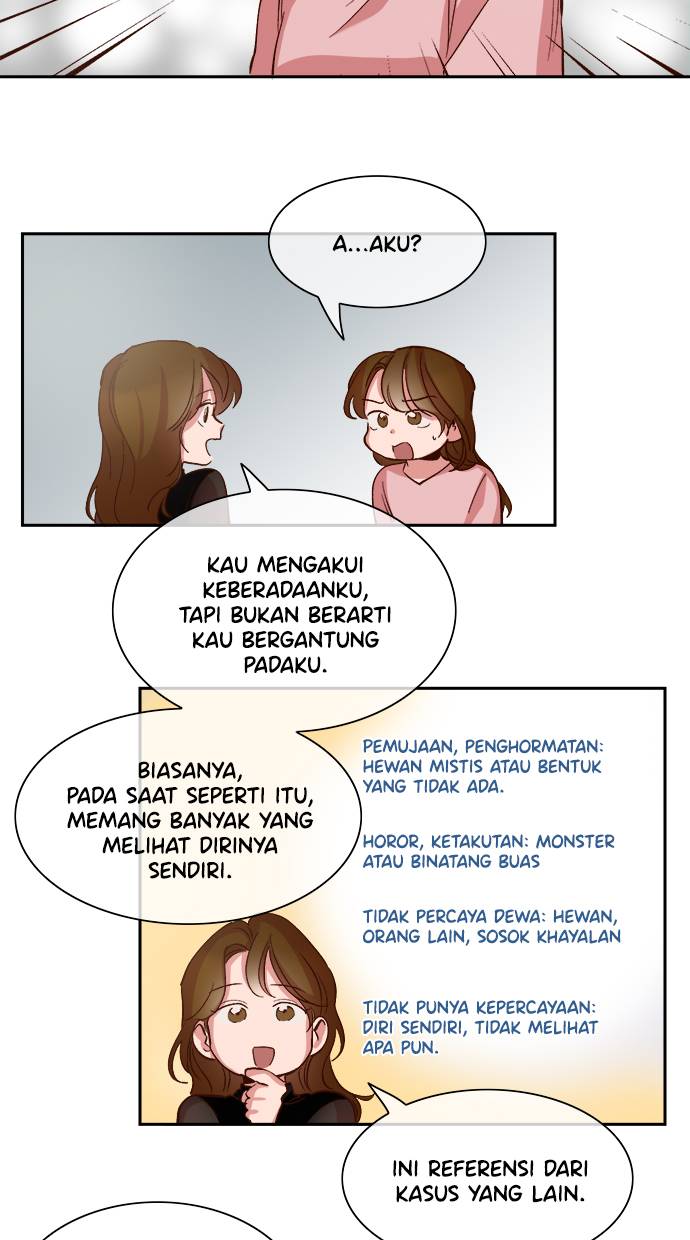 A...AKU?
KAU MENGAKUI
KEBERADAANKU,
TAPI BUKAN BERARTI
KAU BERGANTUNG
PADAKU.
BIASANYA,
PADA SAAT SEPERTI ITU,
MEMANG BANYAK YANG
MELIHAT DIRINYA
SENDIRI.
PEMUJAAN, PENGHORMATAN:
HEWAN MISTIS ATAU BENTUK
YANG TIDAK ADA.
HOROR, KETAKUTAN: MONSTER
ATAU BINATANG BUAS
TIDAK PERCAYA DEWA: HEWAN,
ORANG LAIN, SOSOK KHAYALAN
TIDAK PUNYA KEPERCAYAAN:
DIRI SENDIRI, TIDAK MELIHAT
APA PUN.
INI REFERENSI DARI
KASUS YANG LAIN.